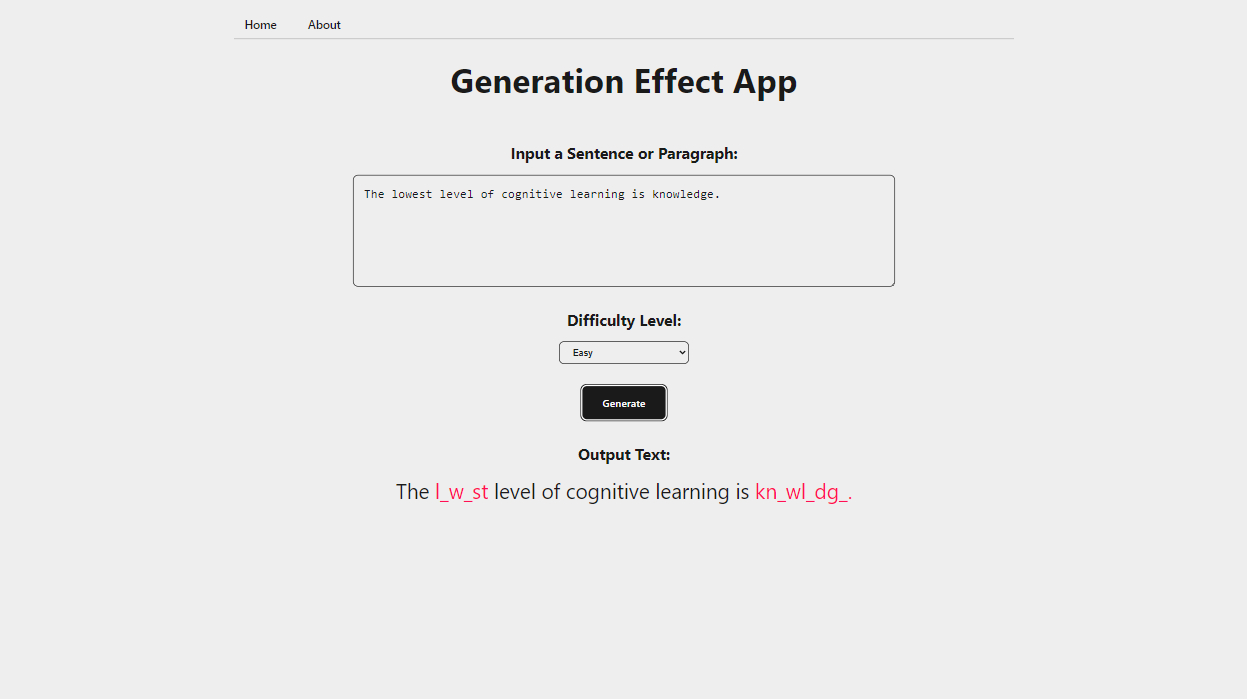 Home About
Generation Effect App
Input a Sentence or Paragraph:
The lowest level of cognitive learning is knowledge.
Difficulty Level:
Easy
Generate
Output Text:
The l_w_st level of cognitive learning is kn_wl_dg_.